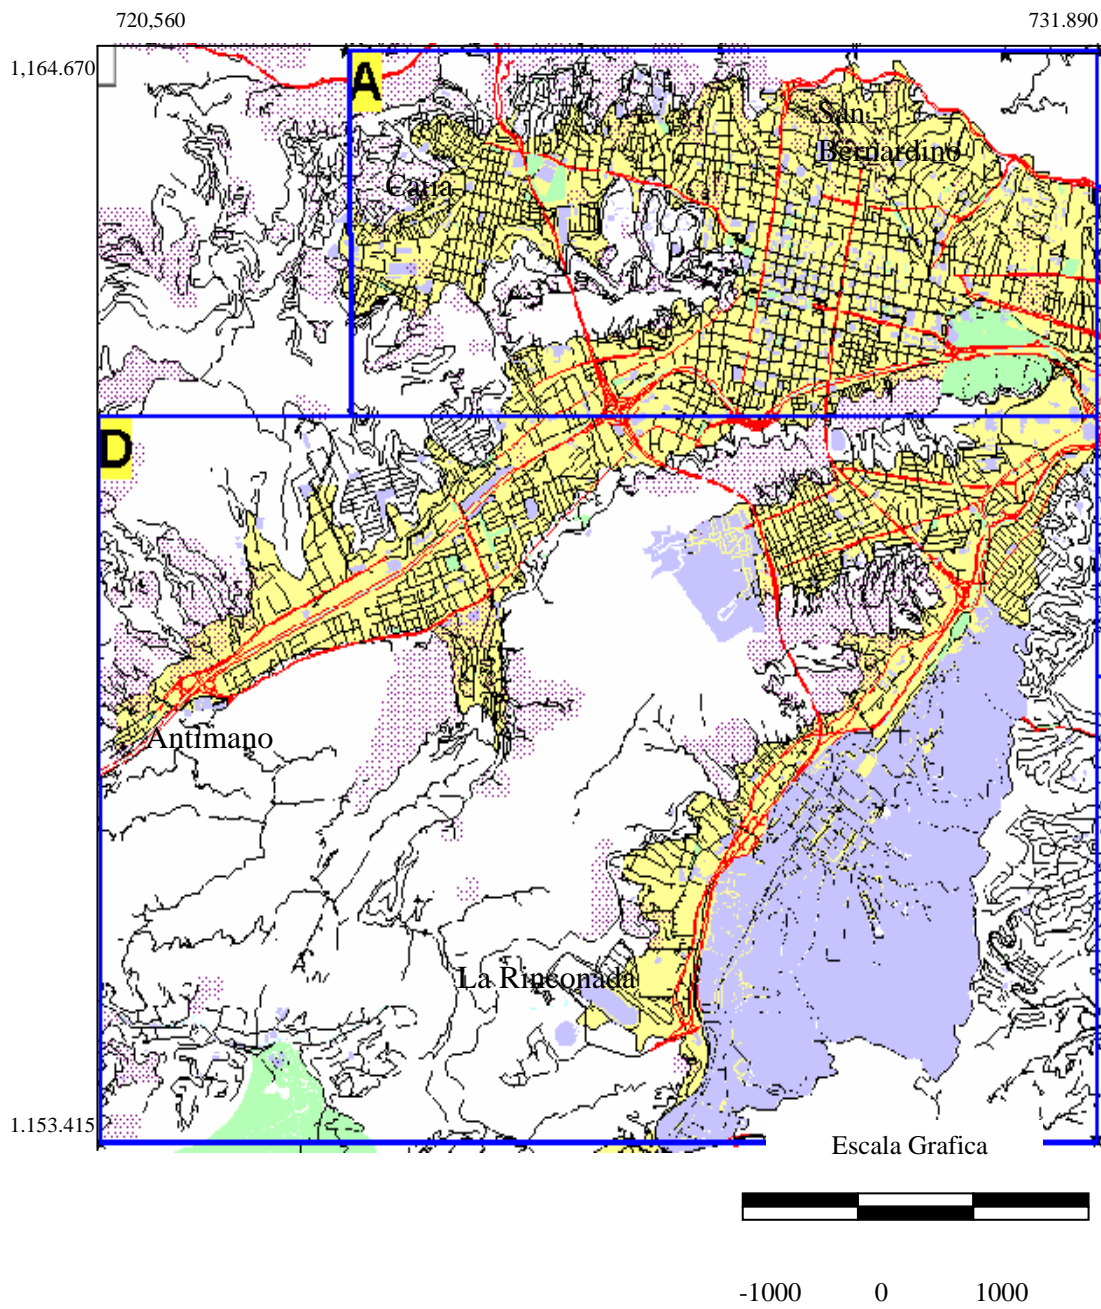 720,560 731.890
1,164.670
A
San
Bernardino
Catia
D
Antimano
La Rinconada
1.153.415
Escala Grafica
-1000 0 1000